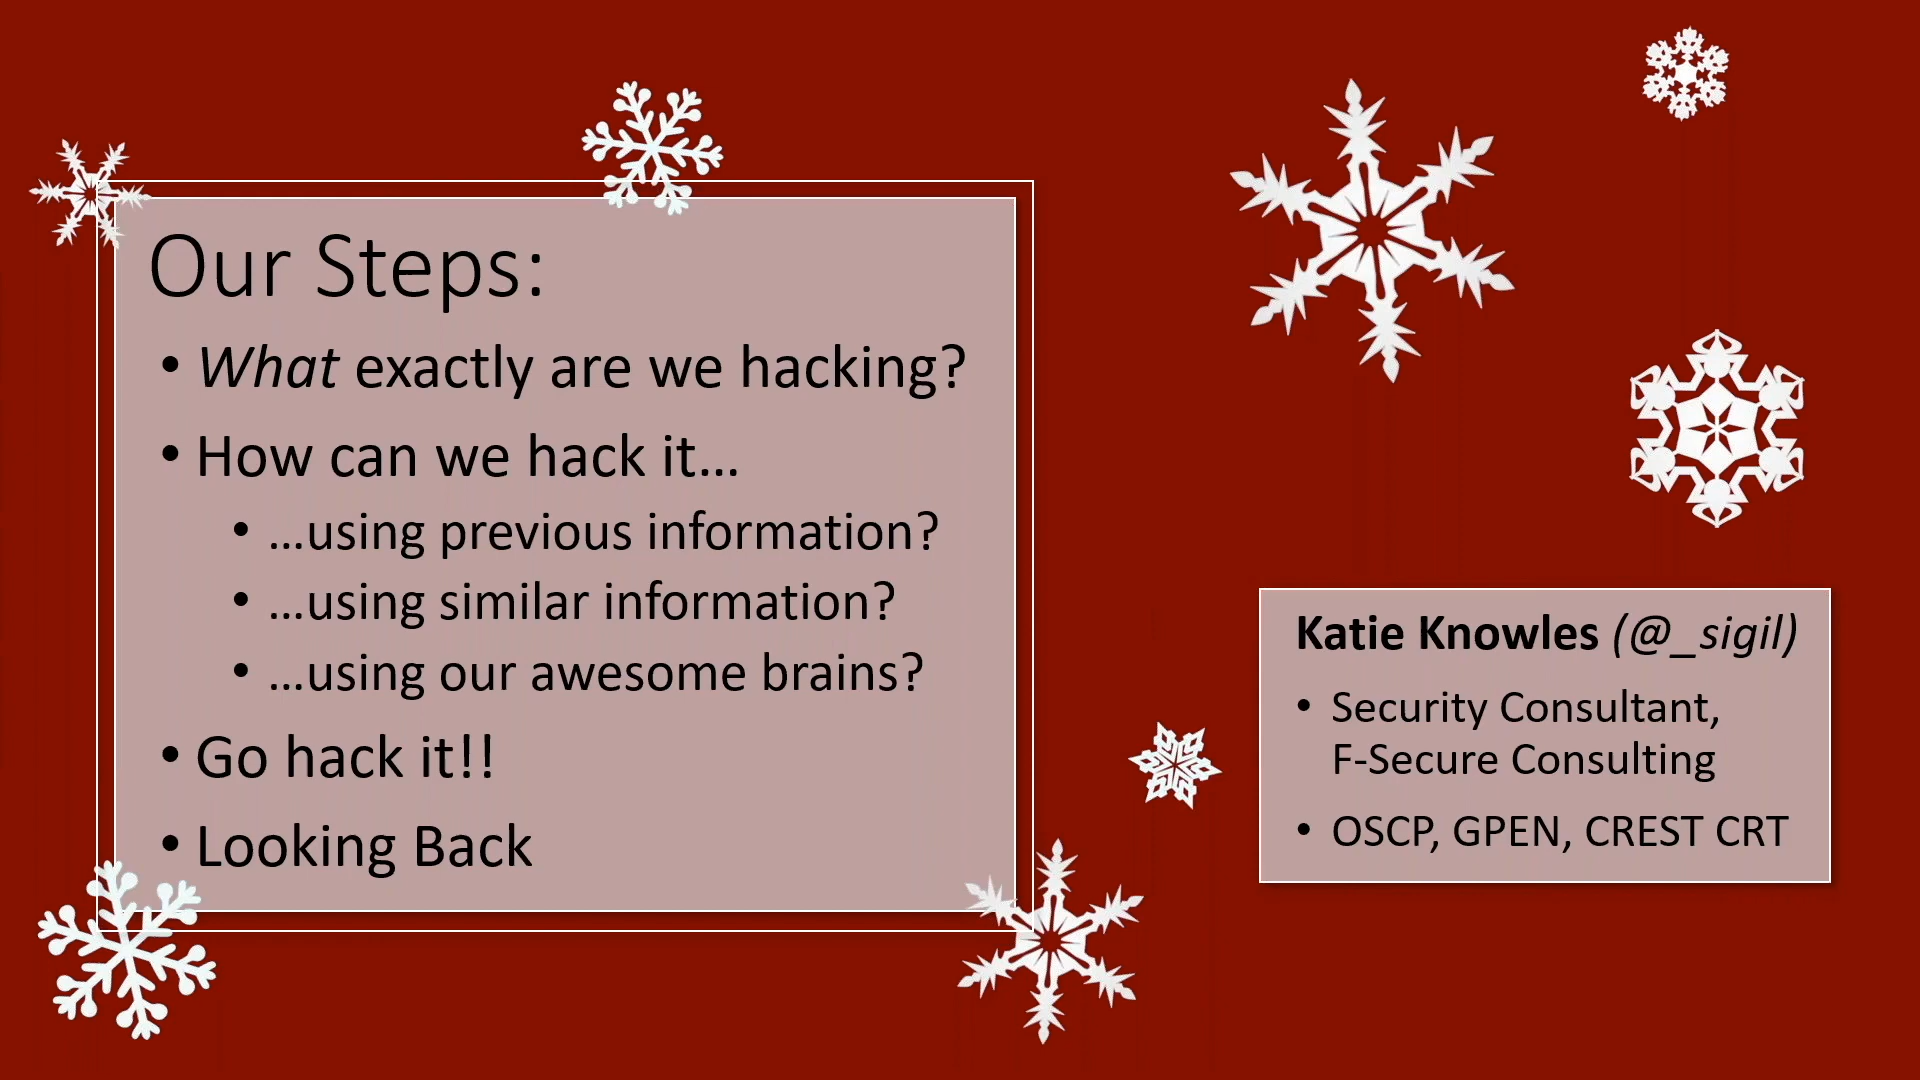 Our Steps:
• What exactly are we hacking?
• How can we hack it…
• …using previous information?
• …using similar information?
• …using our awesome brains?
• Go hack it!!
• Looking Back
Katie Knowles (@_sigil)
• Security Consultant,
F-Secure Consulting
• OSCP, GPEN, CREST CRT